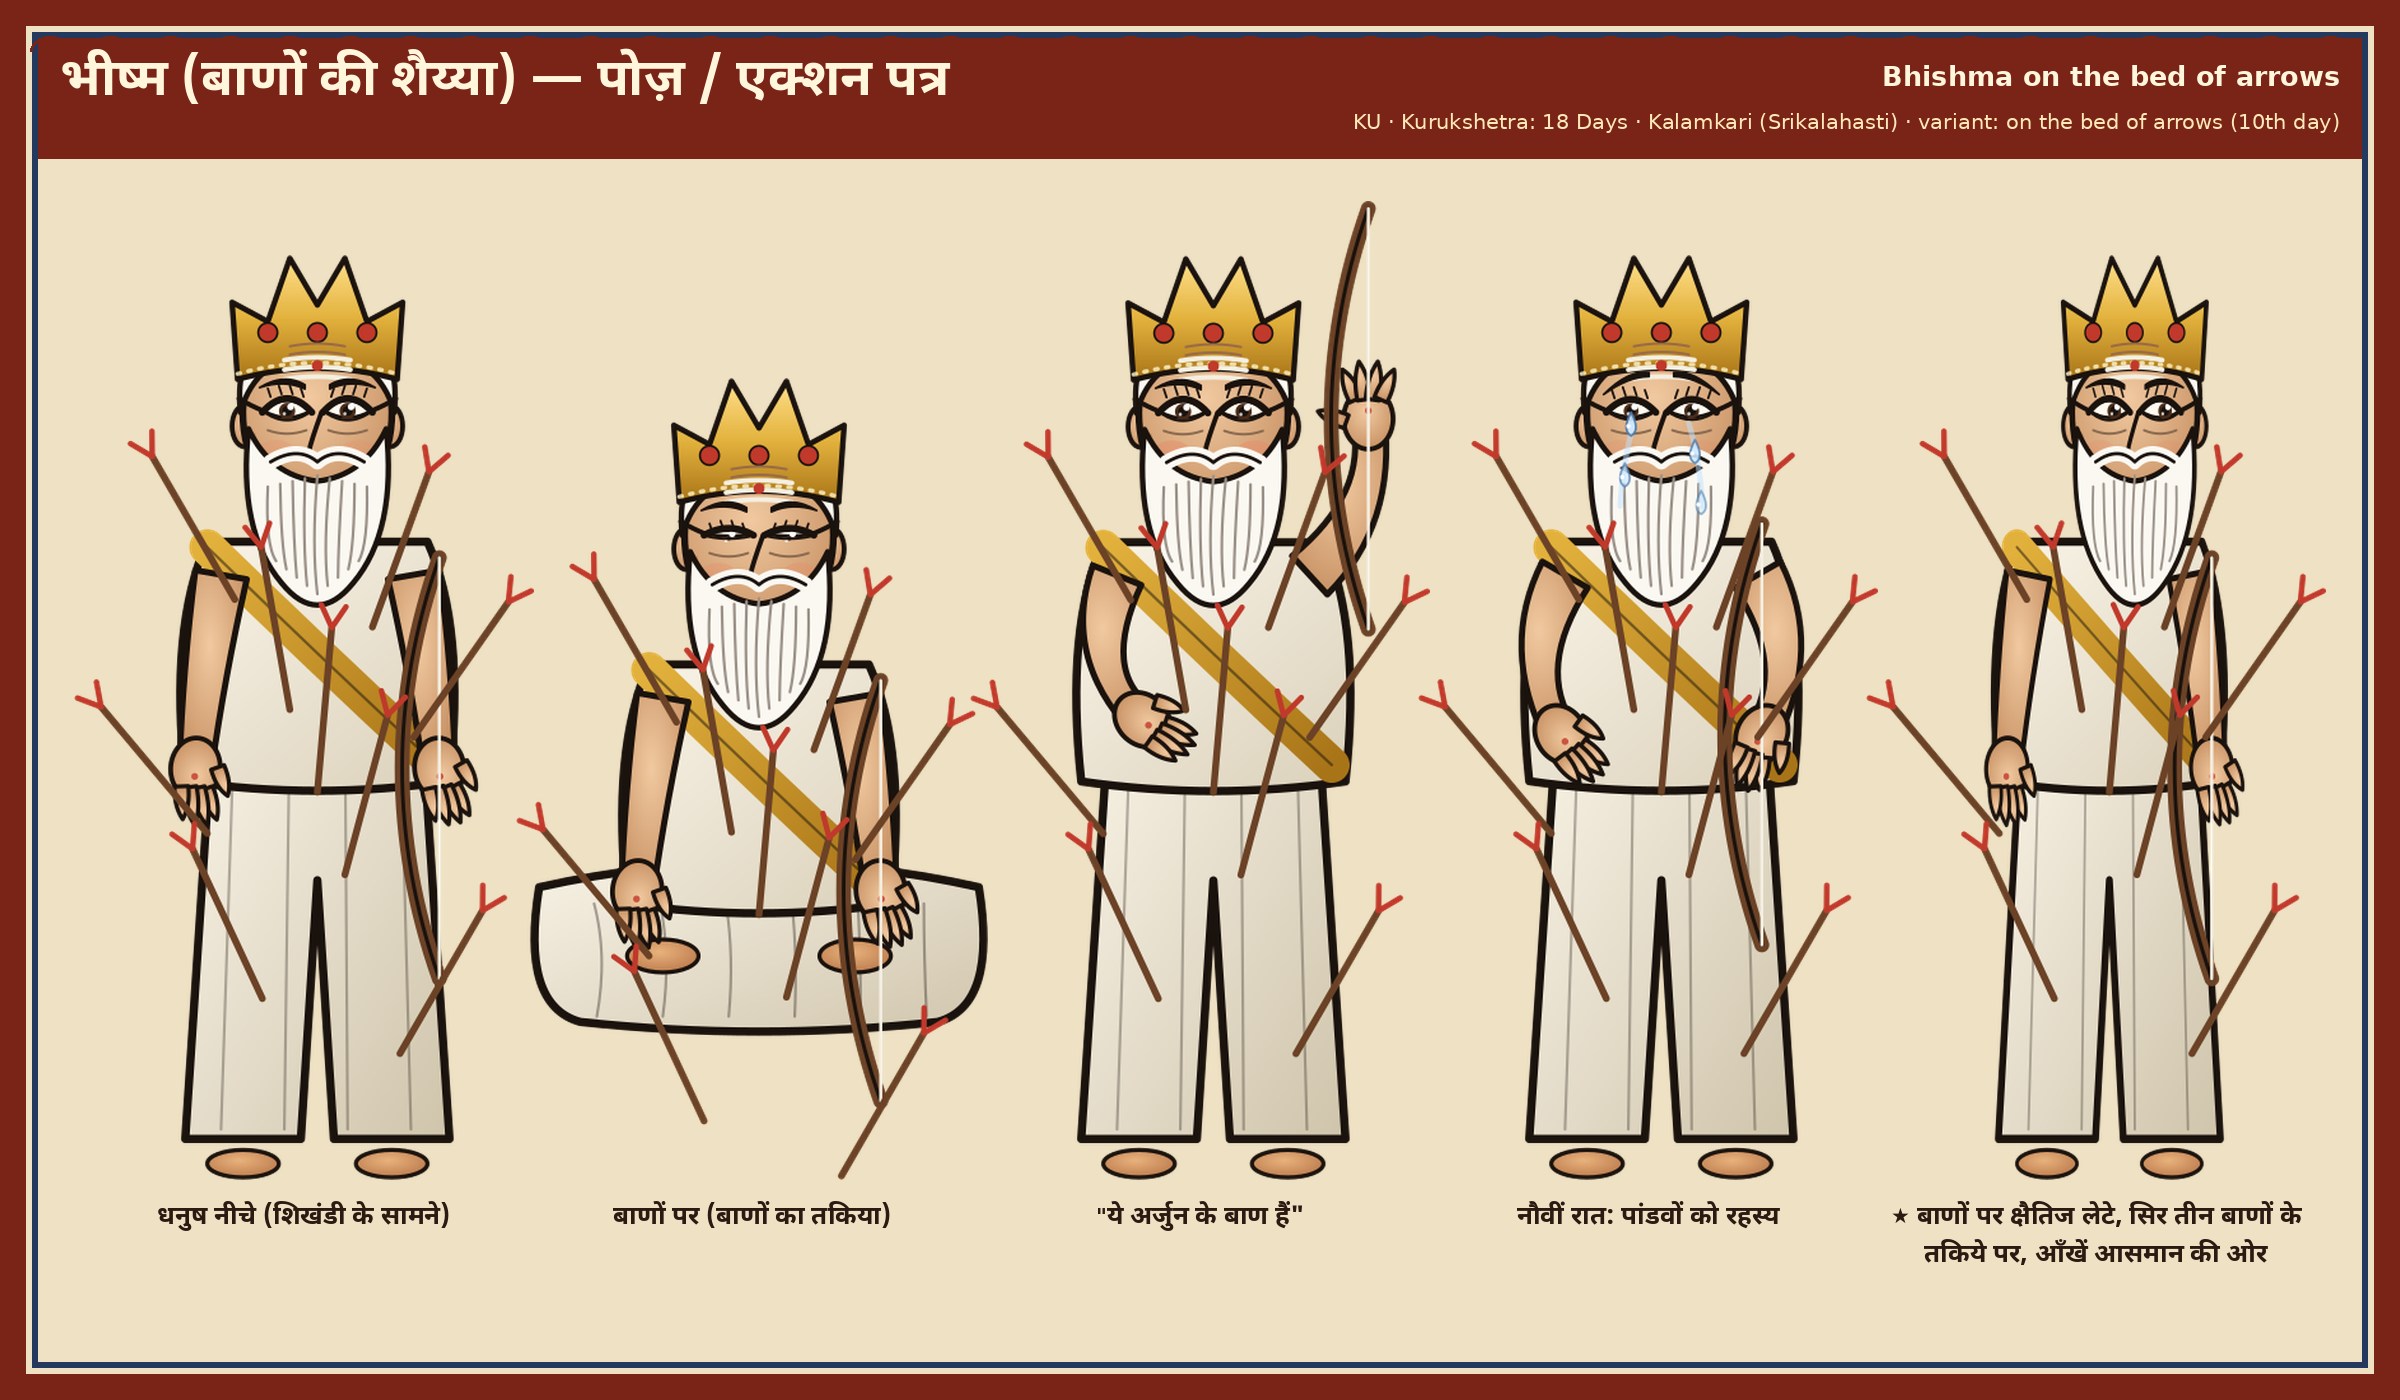 भीष्म (बाणों की शैय्या) — पोज़ / एक्शन पत्र
Bhishma on the bed of arrows
KU · Kurukshetra: 18 Days · Kalamkari (Srikalahasti) · variant: on the bed of arrows (10th day)
धनुष नीचे (शिखंडी के सामने)
बाणों पर (बाणों का तकिया)
"ये अर्जुन के बाण हैं"
नौवीं रात: पांडवों को रहस्य
★ बाणों पर क्षैतिज लेटे, सिर तीन बाणों के
तकिये पर, आँखें आसमान की ओर